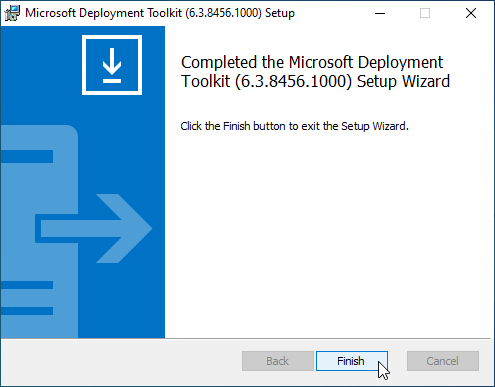 Microsoft Deployment Toolkit (6.3.8456.1000) Setup
Completed the Microsoft Deployment
Toolkit (6.3.8456.1000) Setup Wizard
Click the Finish button to exit the Setup Wizard.
Back
Finish
Cancel